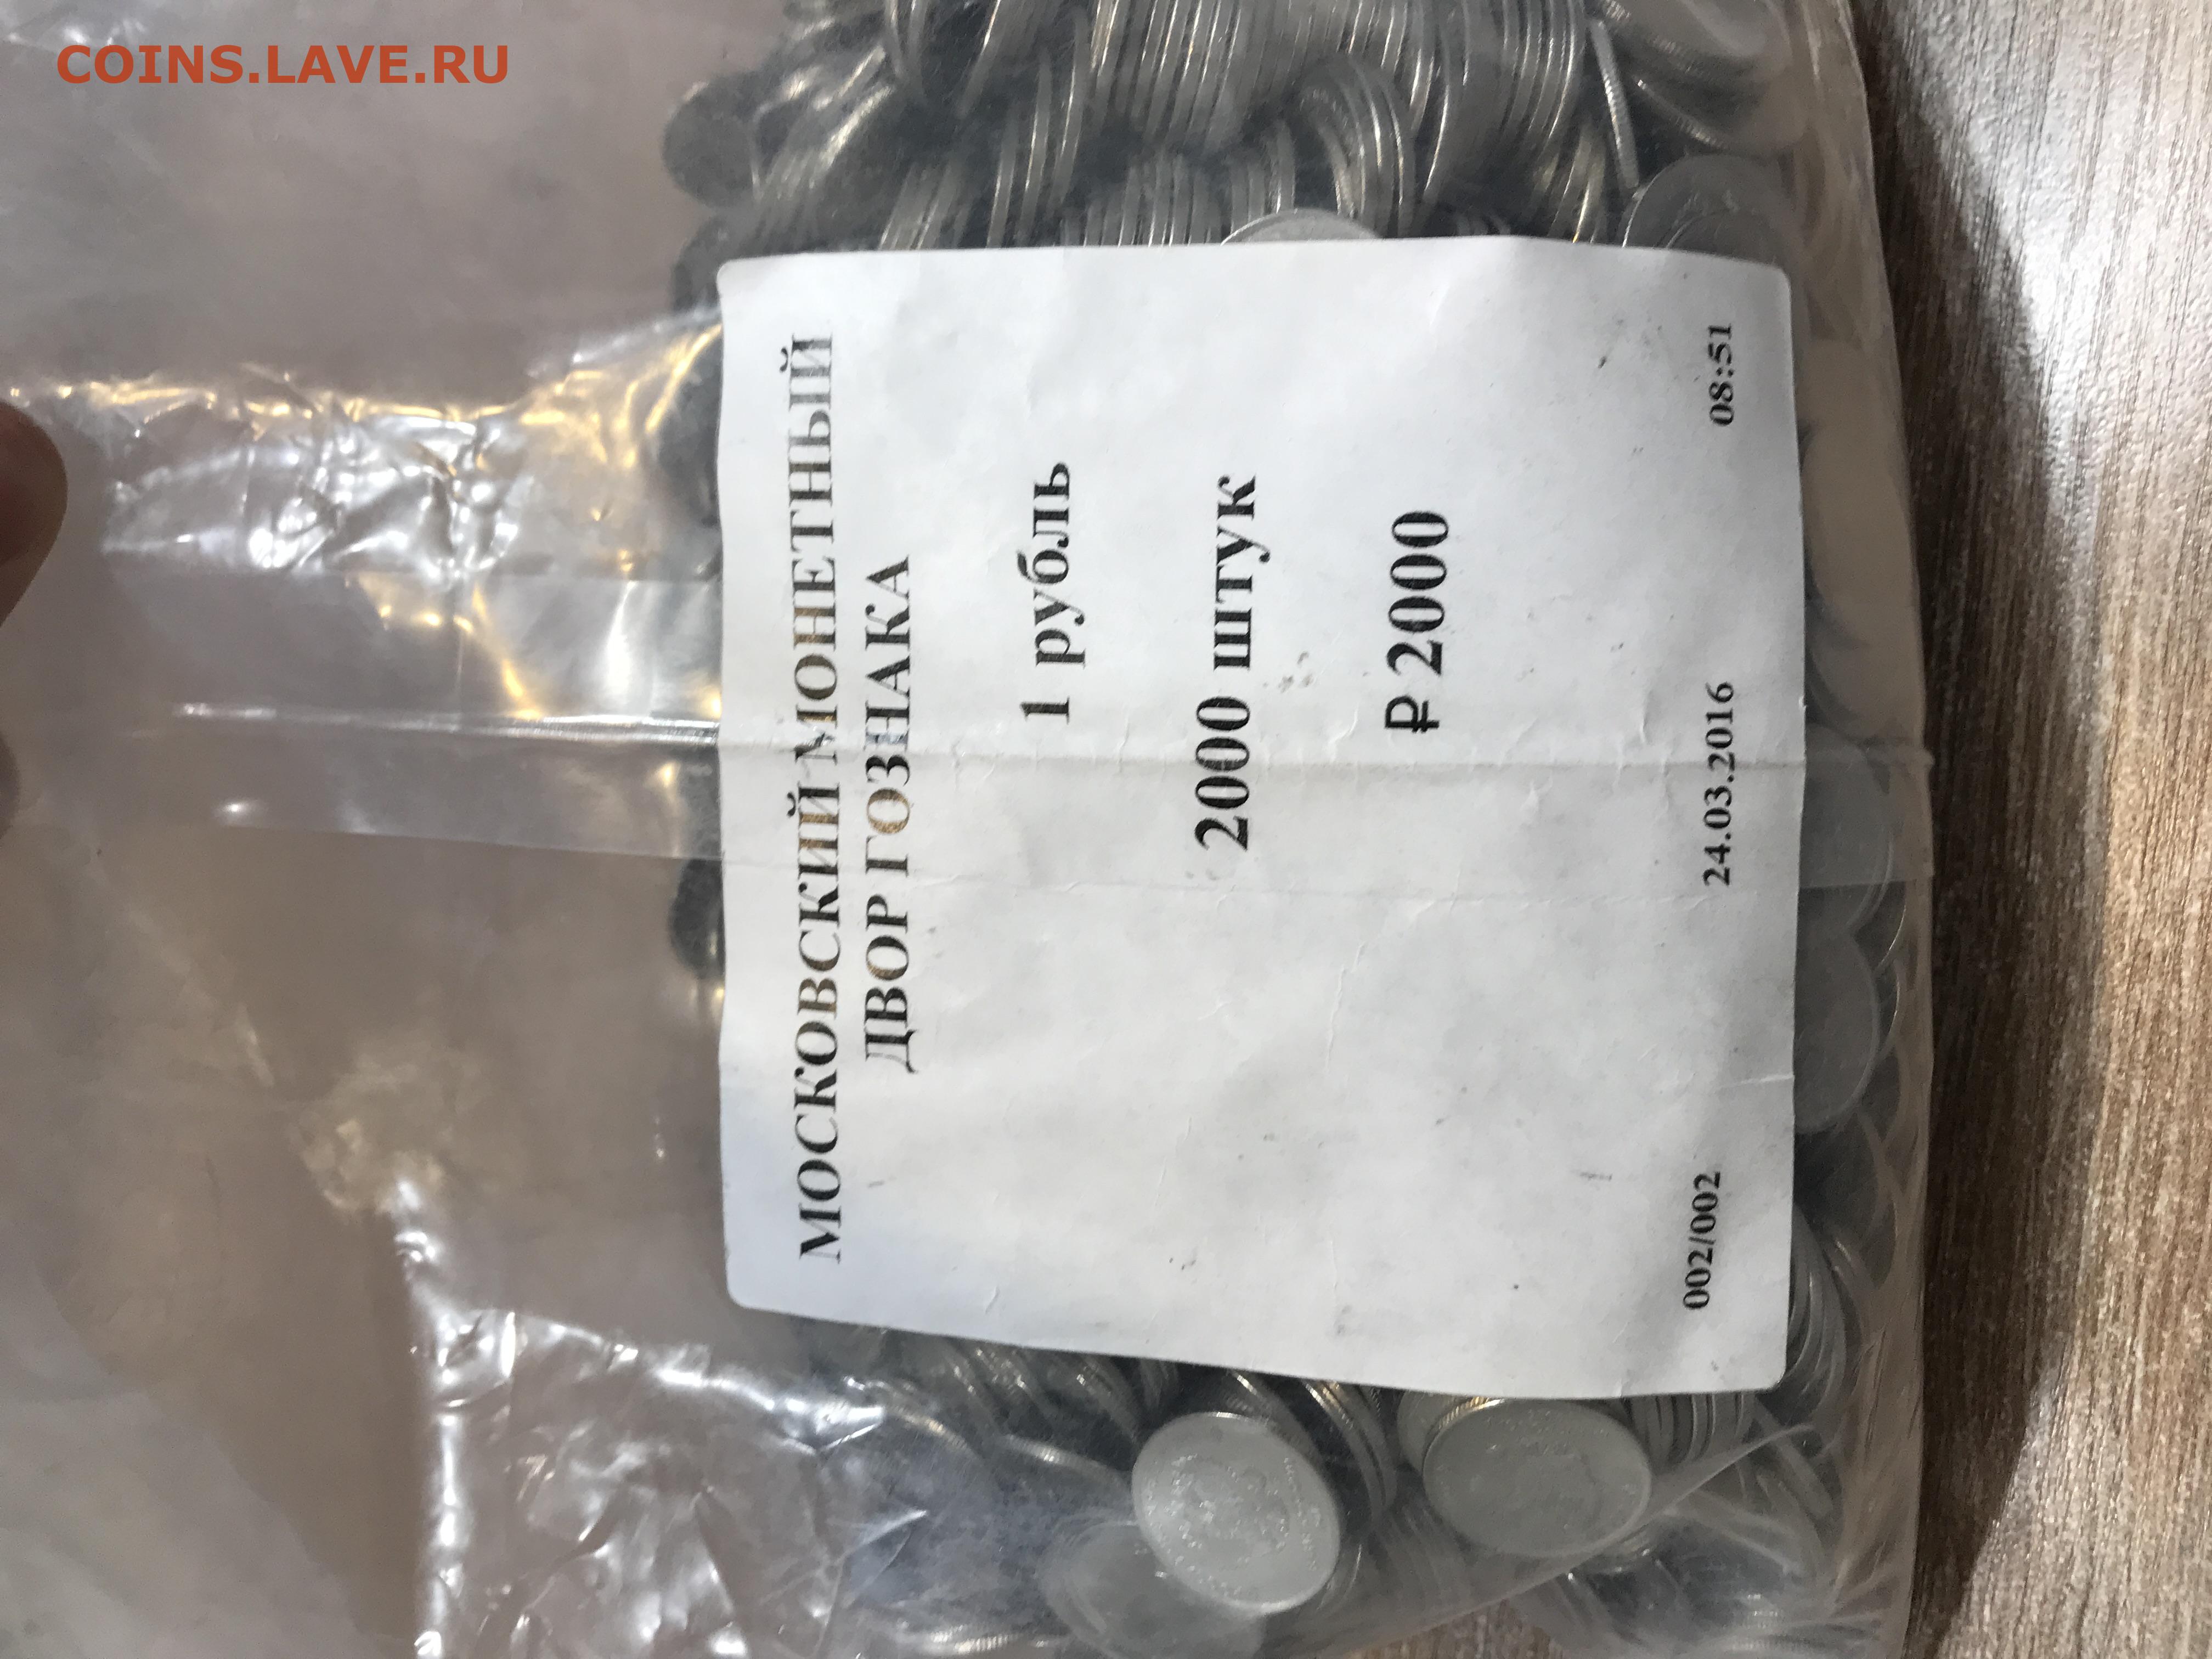 COINS.LAVE.RU
МОСКОВСКИЙ МОНЕТНЫЙ
ДВОР ГОЗНАКА
1 рубль
2000 штук
₽ 2000
002/002 24.03.2016 08:51